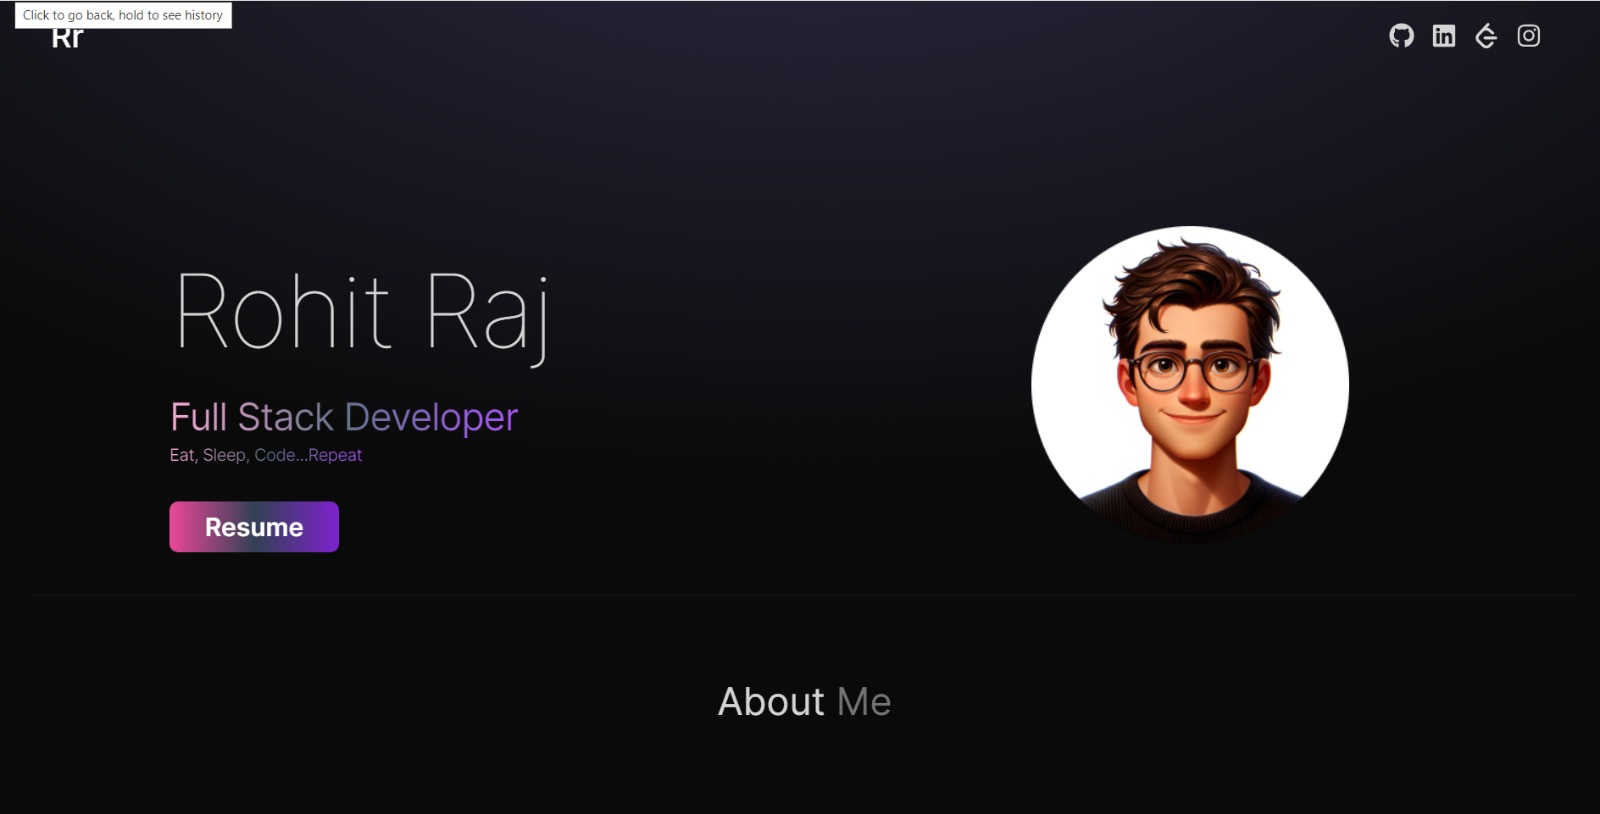 Click to go back, hold to see history
Rr
Rohit Raj
Full Stack Developer
Eat, Sleep, Code...Repeat
Resume
About Me